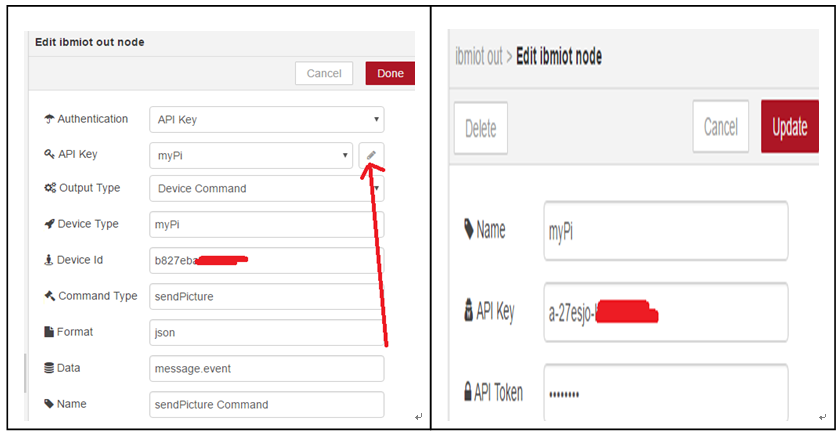 Edit ibmiot out node
Cancel
Done
Authentication
API Key
API Key
myPi
Output Type
Device Command
Device Type
myPi
Device Id
b827eba
Command Type
sendPicture
Format
json
Data
message.event
Name
sendPicture Command
ibmiot out > Edit ibmiot node
Delete
Cancel
Update
Name
myPi
API Key
a-27esjo-
API Token
••••••••